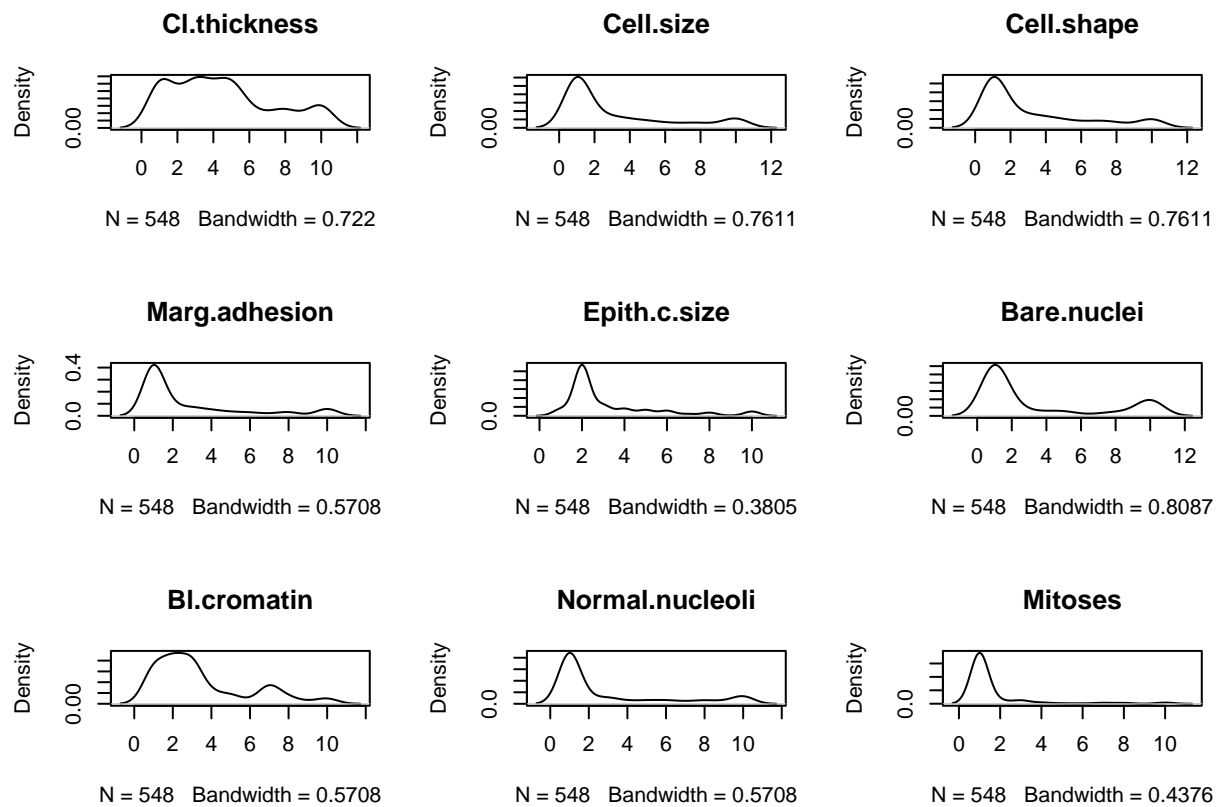 Cl.thickness
Density
0.00
0 2 4 6 8 10
N = 548 Bandwidth = 0.722
Cell.size
Density
0.00
0 2 4 6 8 12
N = 548 Bandwidth = 0.7611
Cell.shape
Density
0.00
0 2 4 6 8 12
N = 548 Bandwidth = 0.7611
Marg.adhesion
Density
0.0 0.4
0 2 4 6 8 10
N = 548 Bandwidth = 0.5708
Epith.c.size
Density
0.0
0 2 4 6 8 10
N = 548 Bandwidth = 0.3805
Bare.nuclei
Density
0.00
0 2 4 6 8 12
N = 548 Bandwidth = 0.8087
Bl.cromatin
Density
0.00
0 2 4 6 8 10
N = 548 Bandwidth = 0.5708
Normal.nucleoli
Density
0.0
0 2 4 6 8 10
N = 548 Bandwidth = 0.5708
Mitoses
Density
0.0
0 2 4 6 8 10
N = 548 Bandwidth = 0.4376